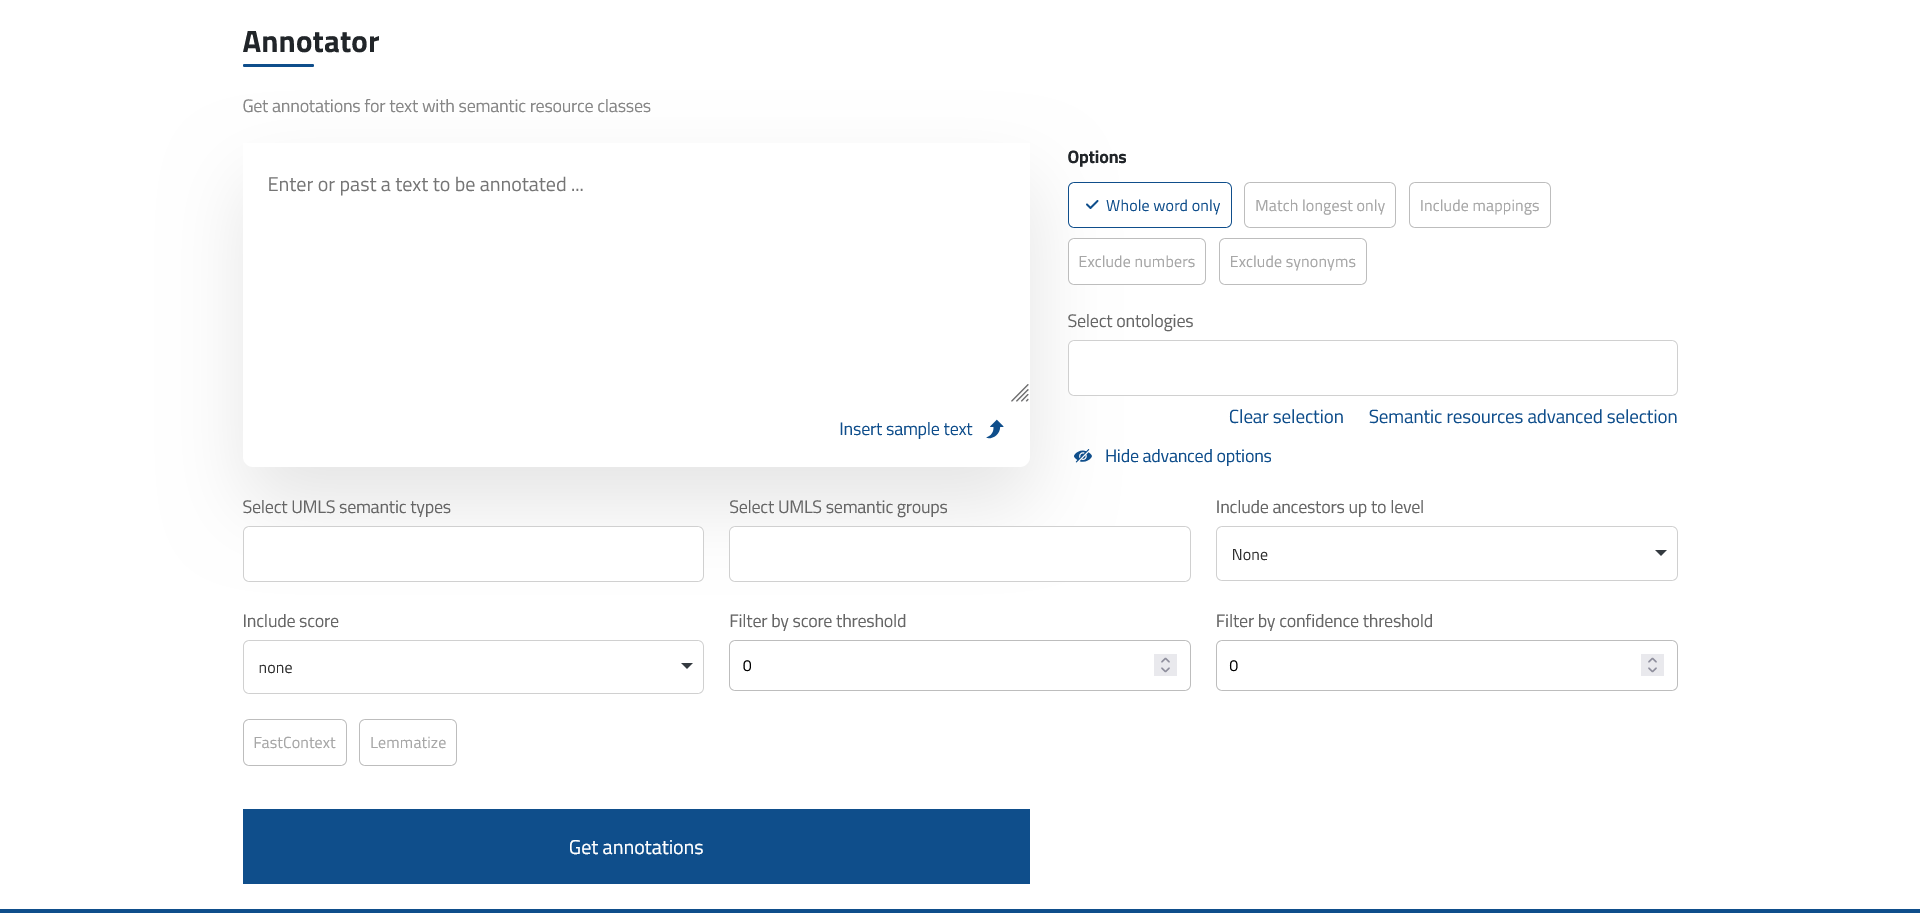 Annotator
Get annotations for text with semantic resource classes
Enter or past a text to be annotated ...
Insert sample text
Options
Whole word only
Match longest only
Include mappings
Exclude numbers
Exclude synonyms
Select ontologies
Clear selection
Semantic resources advanced selection
Hide advanced options
Select UMLS semantic types
Select UMLS semantic groups
Include ancestors up to level
None
Include score
none
Filter by score threshold
0
Filter by confidence threshold
0
FastContext
Lemmatize
Get annotations